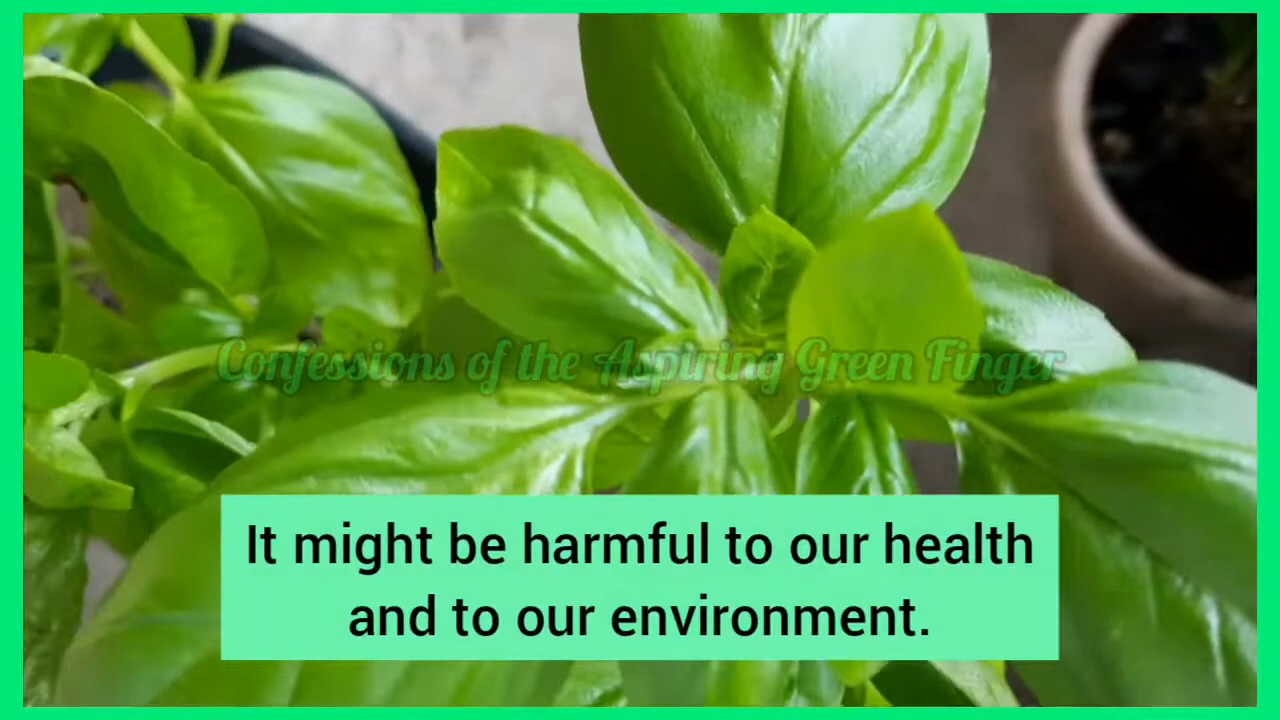 Confessions of the Aspiring Green Finger
It might be harmful to our health
and to our environment.